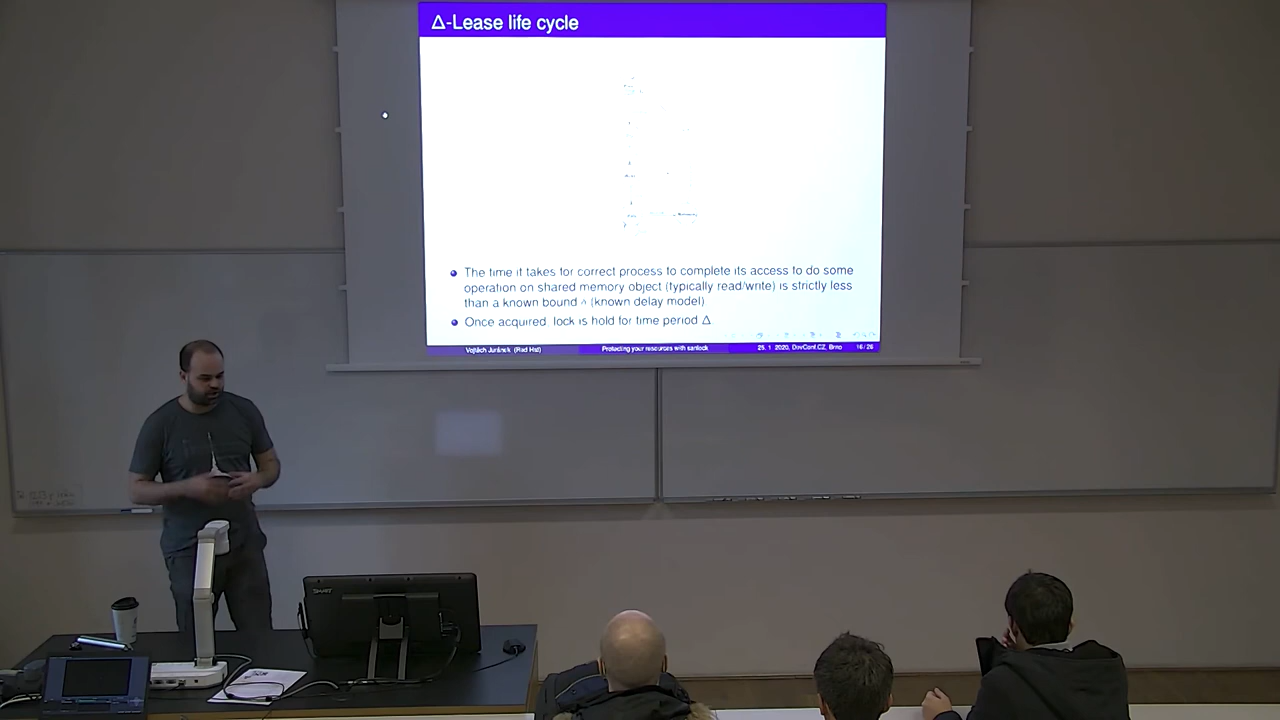 Δ-Lease life cycle
The time it takes for correct process to complete its access to do some
operation on shared memory object (typically read/write) is strictly less
than a known bound (known delay model)
Once acquired, lock is hold for time period Δ
Vojtěch Juránek (Red Hat) Protecting your resources with sanlock 25. 1. 2020, DevConf.CZ, Brno 16 / 26
SMART